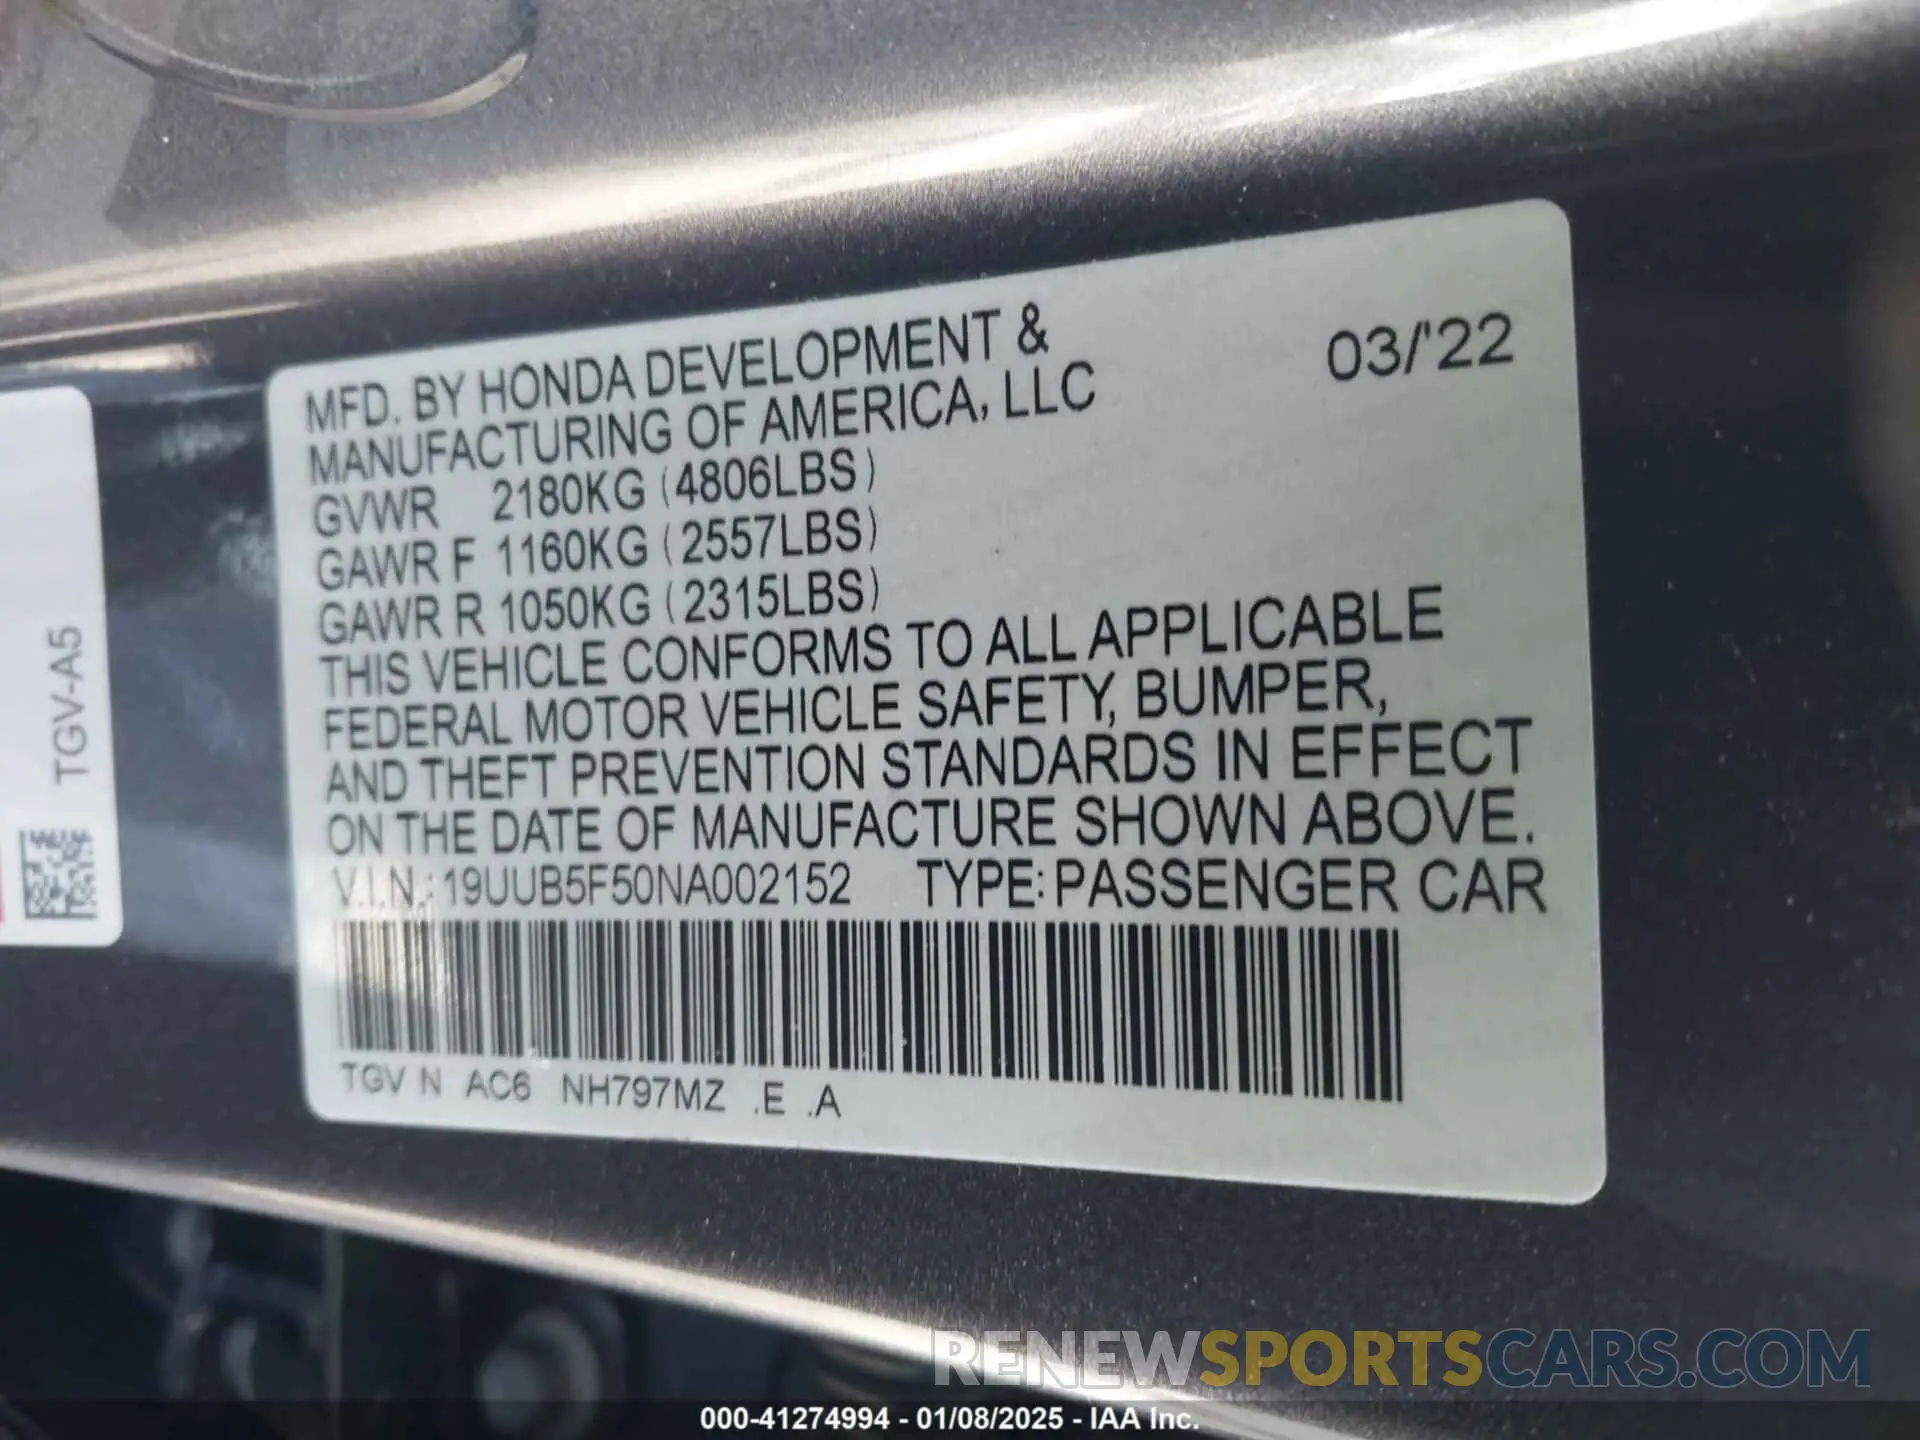 MFD. BY HONDA DEVELOPMENT &
MANUFACTURING OF AMERICA, LLC
03/'22
GVWR 2180KG (4806LBS)
GAWR F 1160KG (2557LBS)
GAWR R 1050KG (2315LBS)
THIS VEHICLE CONFORMS TO ALL APPLICABLE
FEDERAL MOTOR VEHICLE SAFETY, BUMPER,
AND THEFT PREVENTION STANDARDS IN EFFECT
ON THE DATE OF MANUFACTURE SHOWN ABOVE.
V.I.N.: 19UUB5F50NA002152 TYPE: PASSENGER CAR
TGV N AC6 NH797MZ .E .A
TGV-A5
RENEWSPORTSCARS.COM
000-41274994 - 01/08/2025 - IAA Inc.